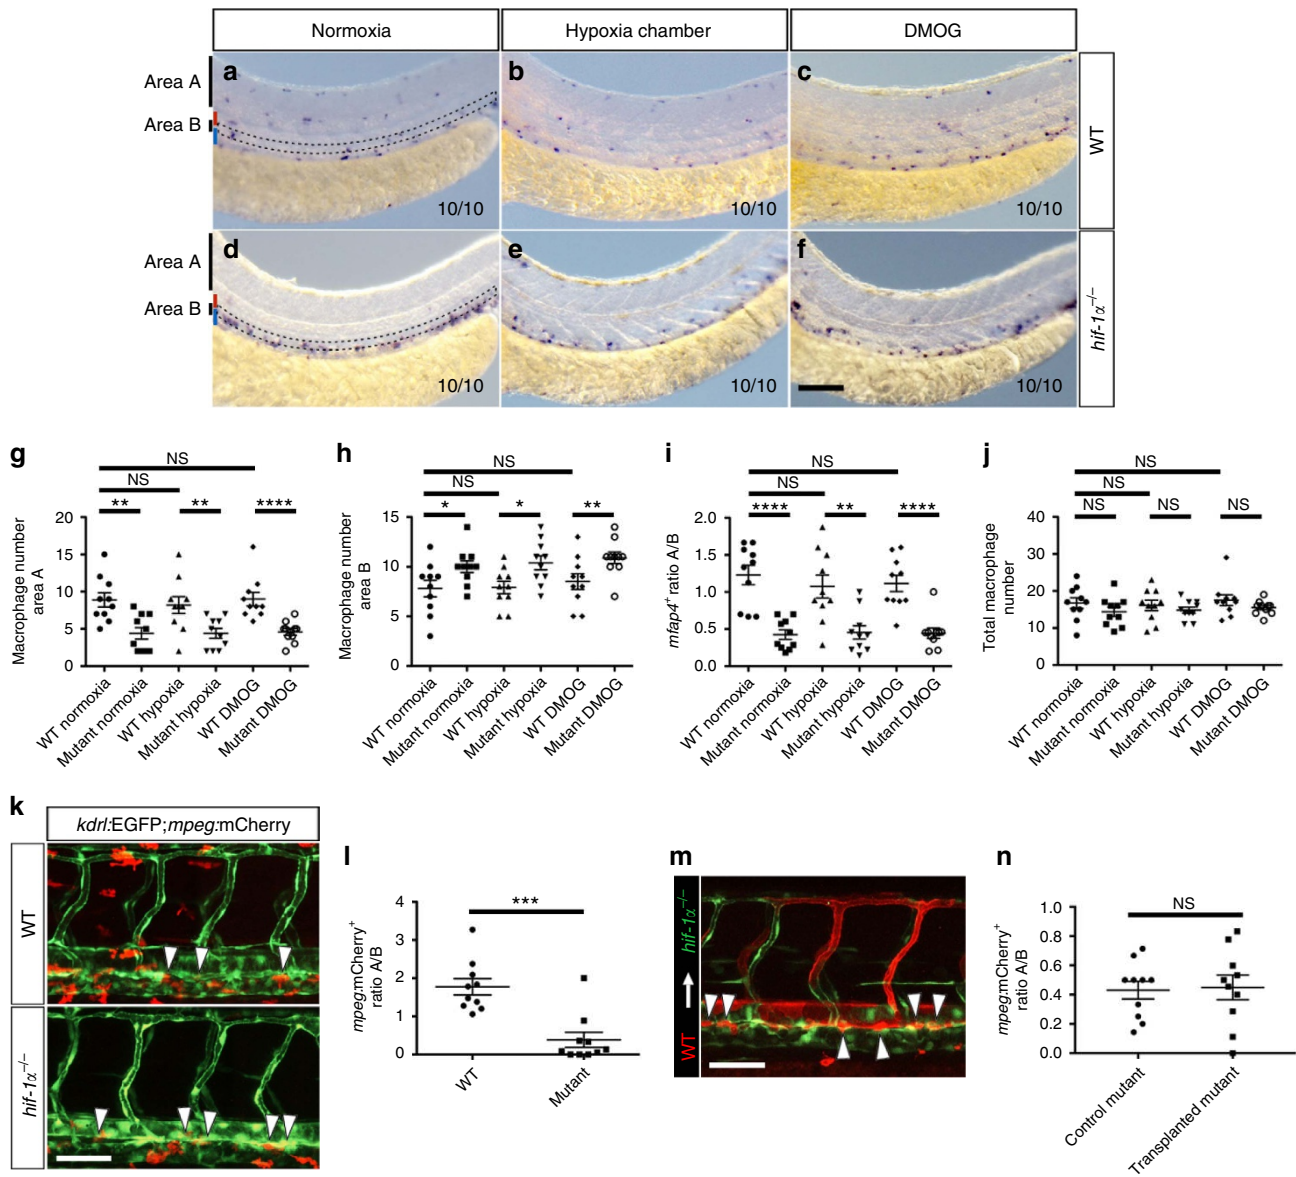 Normoxia
Hypoxia chamber
DMOG
Area A
Area B
a
b
c
10/10
10/10
10/10
WT
Area A
Area B
d
e
f
10/10
10/10
10/10
hif-1α–/–
g
NS
NS
**
**
****
20
15
10
5
0
Macrophage number
area A
WT normoxia
Mutant normoxia
WT hypoxia
Mutant hypoxia
WT DMOG
Mutant DMOG
h
NS
NS
*
*
**
15
10
5
0
Macrophage number
area B
WT normoxia
Mutant normoxia
WT hypoxia
Mutant hypoxia
WT DMOG
Mutant DMOG
i
NS
NS
****
**
****
2.0
1.5
1.0
0.5
0.0
mfap4+ ratio A/B
WT normoxia
Mutant normoxia
WT hypoxia
Mutant hypoxia
WT DMOG
Mutant DMOG
j
NS
NS
NS
NS
NS
40
30
20
10
0
Total macrophage
number
WT normoxia
Mutant normoxia
WT hypoxia
Mutant hypoxia
WT DMOG
Mutant DMOG
k
kdrl:EGFP;mpeg:mCherry
WT
hif-1α–/–
l
***
4
3
2
1
0
mpeg:mCherry+
ratio A/B
WT
Mutant
m
WT → hif-1α–/–
n
NS
1.0
0.8
0.6
0.4
0.2
0.0
mpeg:mCherry+
ratio A/B
Control mutant
Transplanted mutant